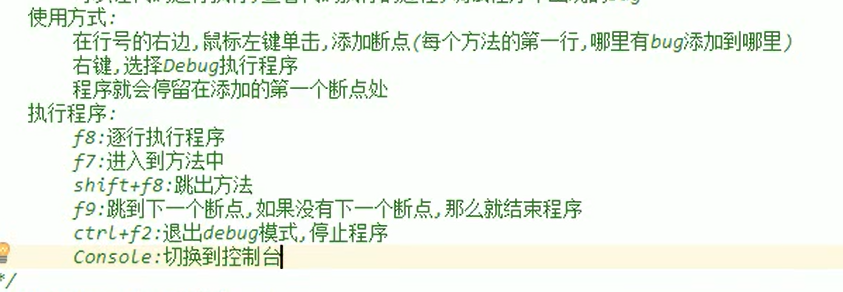 使用方式:
在行号的右边,鼠标左键单击,添加断点(每个方法的第一行,哪里有bug添加到哪里)
右键,选择Debug执行程序
程序就会停留在添加的第一个断点处
执行程序:
f8:逐行执行程序
f7:进入到方法中
shift+f8:跳出方法
f9:跳到下一个断点,如果没有下一个断点,那么就结束程序
ctrl+f2:退出debug模式,停止程序
Console:切换到控制台
*/